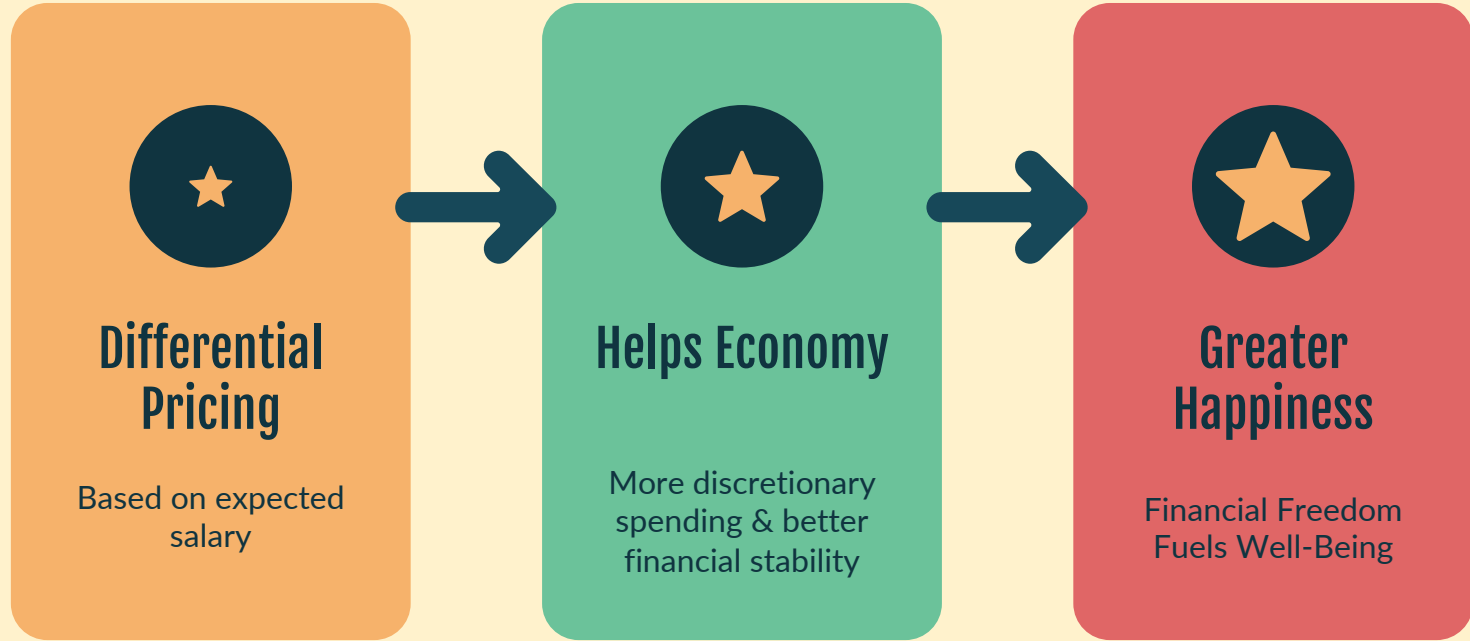 Differential
Pricing
Based on expected
salary
Helps Economy
More discretionary
spending & better
financial stability
Greater
Happiness
Financial Freedom
Fuels Well-Being